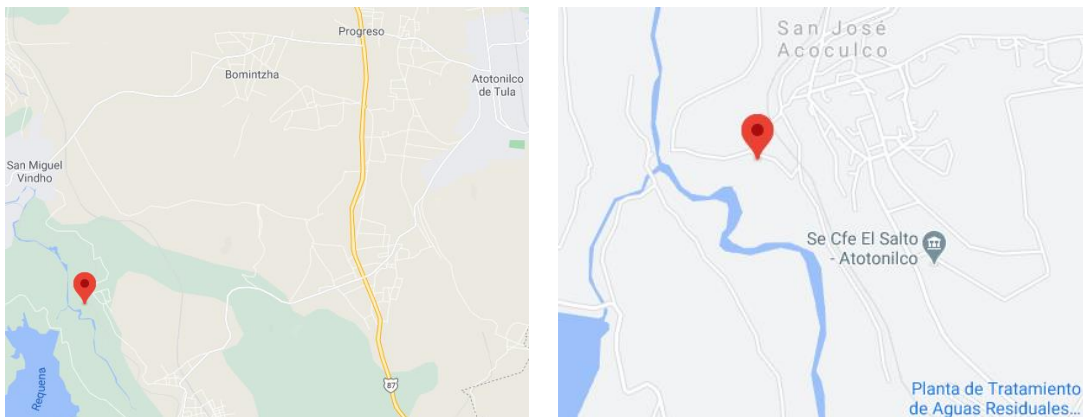 Progreso
Bomintzha
Atotonilco
de Tula
San Miguel
Vindho
Requena
87
San José
Acoculco
Se Cfe El Salto
- Atotonilco
Planta de Tratamiento
de Aguas Residuales...